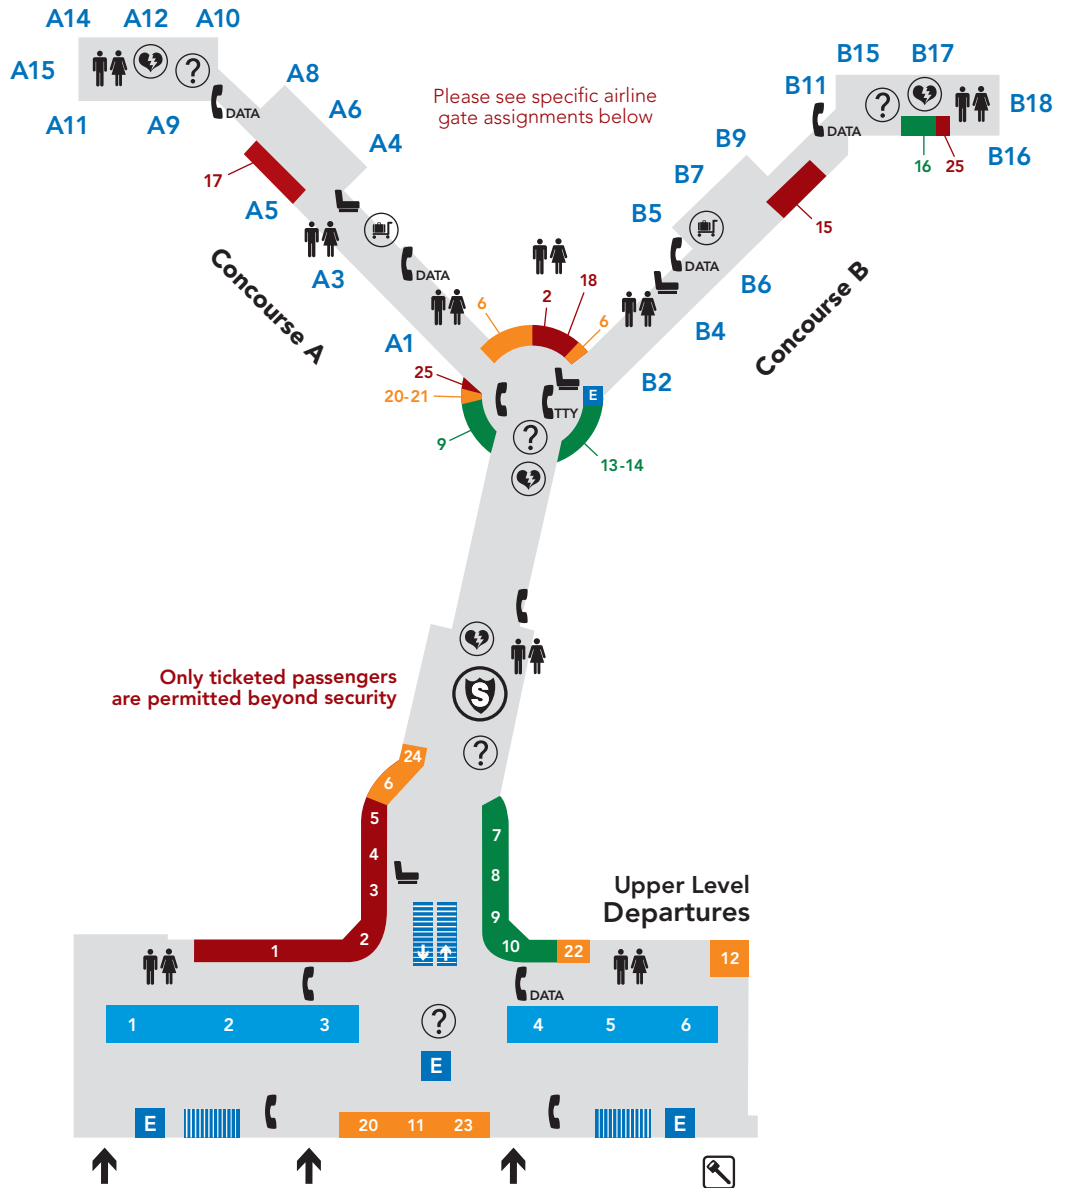 A14 A12 A10
A15
A11 A9
DATA
A8
A6
A4
17
A5
A3
DATA
A1
Concourse A
Please see specific airline
gate assignments below
B15 B17
B11
B18
B16
DATA
16 25
B9
B7
B5
15
DATA
B6
B4
B2
Concourse B
6 2 18 6
25
20-21
9
TTY
E
?
13-14
Only ticketed passengers
are permitted beyond security
S
?
24
6
5
4
3
2
1
7
8
9
10
22
12
Upper Level
Departures
DATA
1 2 3
?
4 5 6
E
E
20 11 23
E
?
?